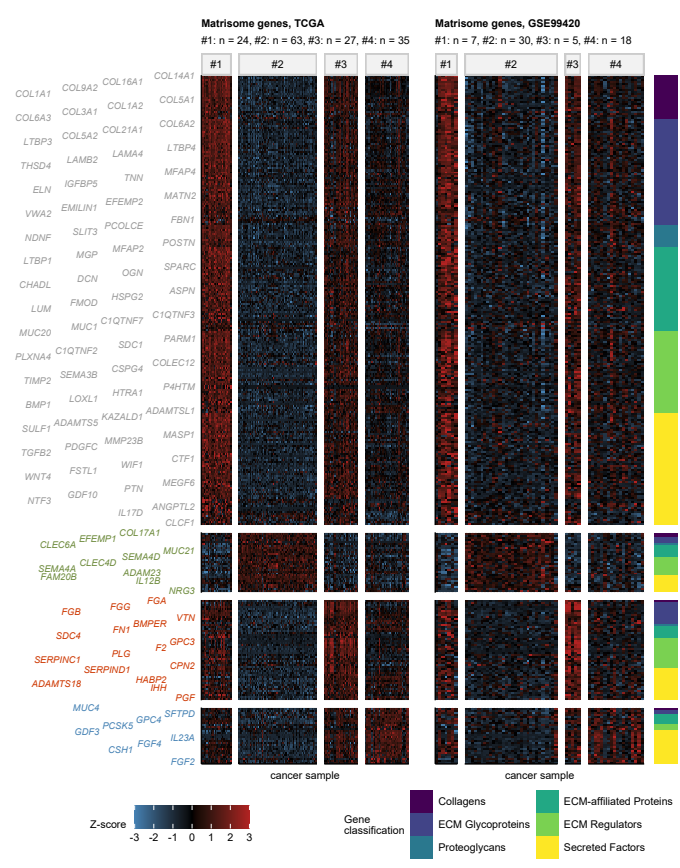 Matrisome genes, TCGA
#1: n = 24, #2: n = 63, #3: n = 27, #4: n = 35
Matrisome genes, GSE99420
#1: n = 7, #2: n = 30, #3: n = 5, #4: n = 18
#1 #2 #3 #4
#1 #2 #3 #4
COL1A1 COL9A2 COL16A1 COL14A1
COL6A3 COL3A1 COL1A2 COL5A1
LTBP3 COL5A2 COL21A1 COL6A2
THSD4 LAMB2 LAMA4 LTBP4
ELN IGFBP5 TNN MFAP4
VWA2 EMILIN1 EFEMP2 MATN2
NDNF SLIT3 PCOLCE FBN1
LTBP1 MGP MFAP2 POSTN
CHADL DCN OGN SPARC
LUM FMOD HSPG2 ASPN
MUC20 MUC1 C1QTNF7 C1QTNF3
PLXNA4 C1QTNF2 SDC1 PARM1
TIMP2 SEMA3B CSPG4 COLEC12
BMP1 LOXL1 HTRA1 P4HTM
SULF1 ADAMTS5 KAZALD1 ADAMTSL1
TGFB2 PDGFC MMP23B MASP1
WNT4 FSTL1 WIF1 CTF1
NTF3 GDF10 PTN MEGF6
IL17D ANGPTL2
CLCF1
CLEC6A EFEMP1 COL17A1
SEMA4A CLEC4D SEMA4D MUC21
FAM20B ADAM23
IL12B NRG3
FGB FGG FGA
SDC4 FN1 BMPER VTN
SERPINC1 PLG F2 GPC3
ADAMTS18 SERPIND1 HABP2 CPN2
IHH PGF
MUC4 GPC4 SFTPD
GDF3 PCSK5 FGF4 IL23A
CSH1 FGF2
cancer sample
cancer sample
Z-score
-3 -2 -1 0 1 2 3
Gene
classification
Collagens
ECM Glycoproteins
Proteoglycans
ECM-affiliated Proteins
ECM Regulators
Secreted Factors